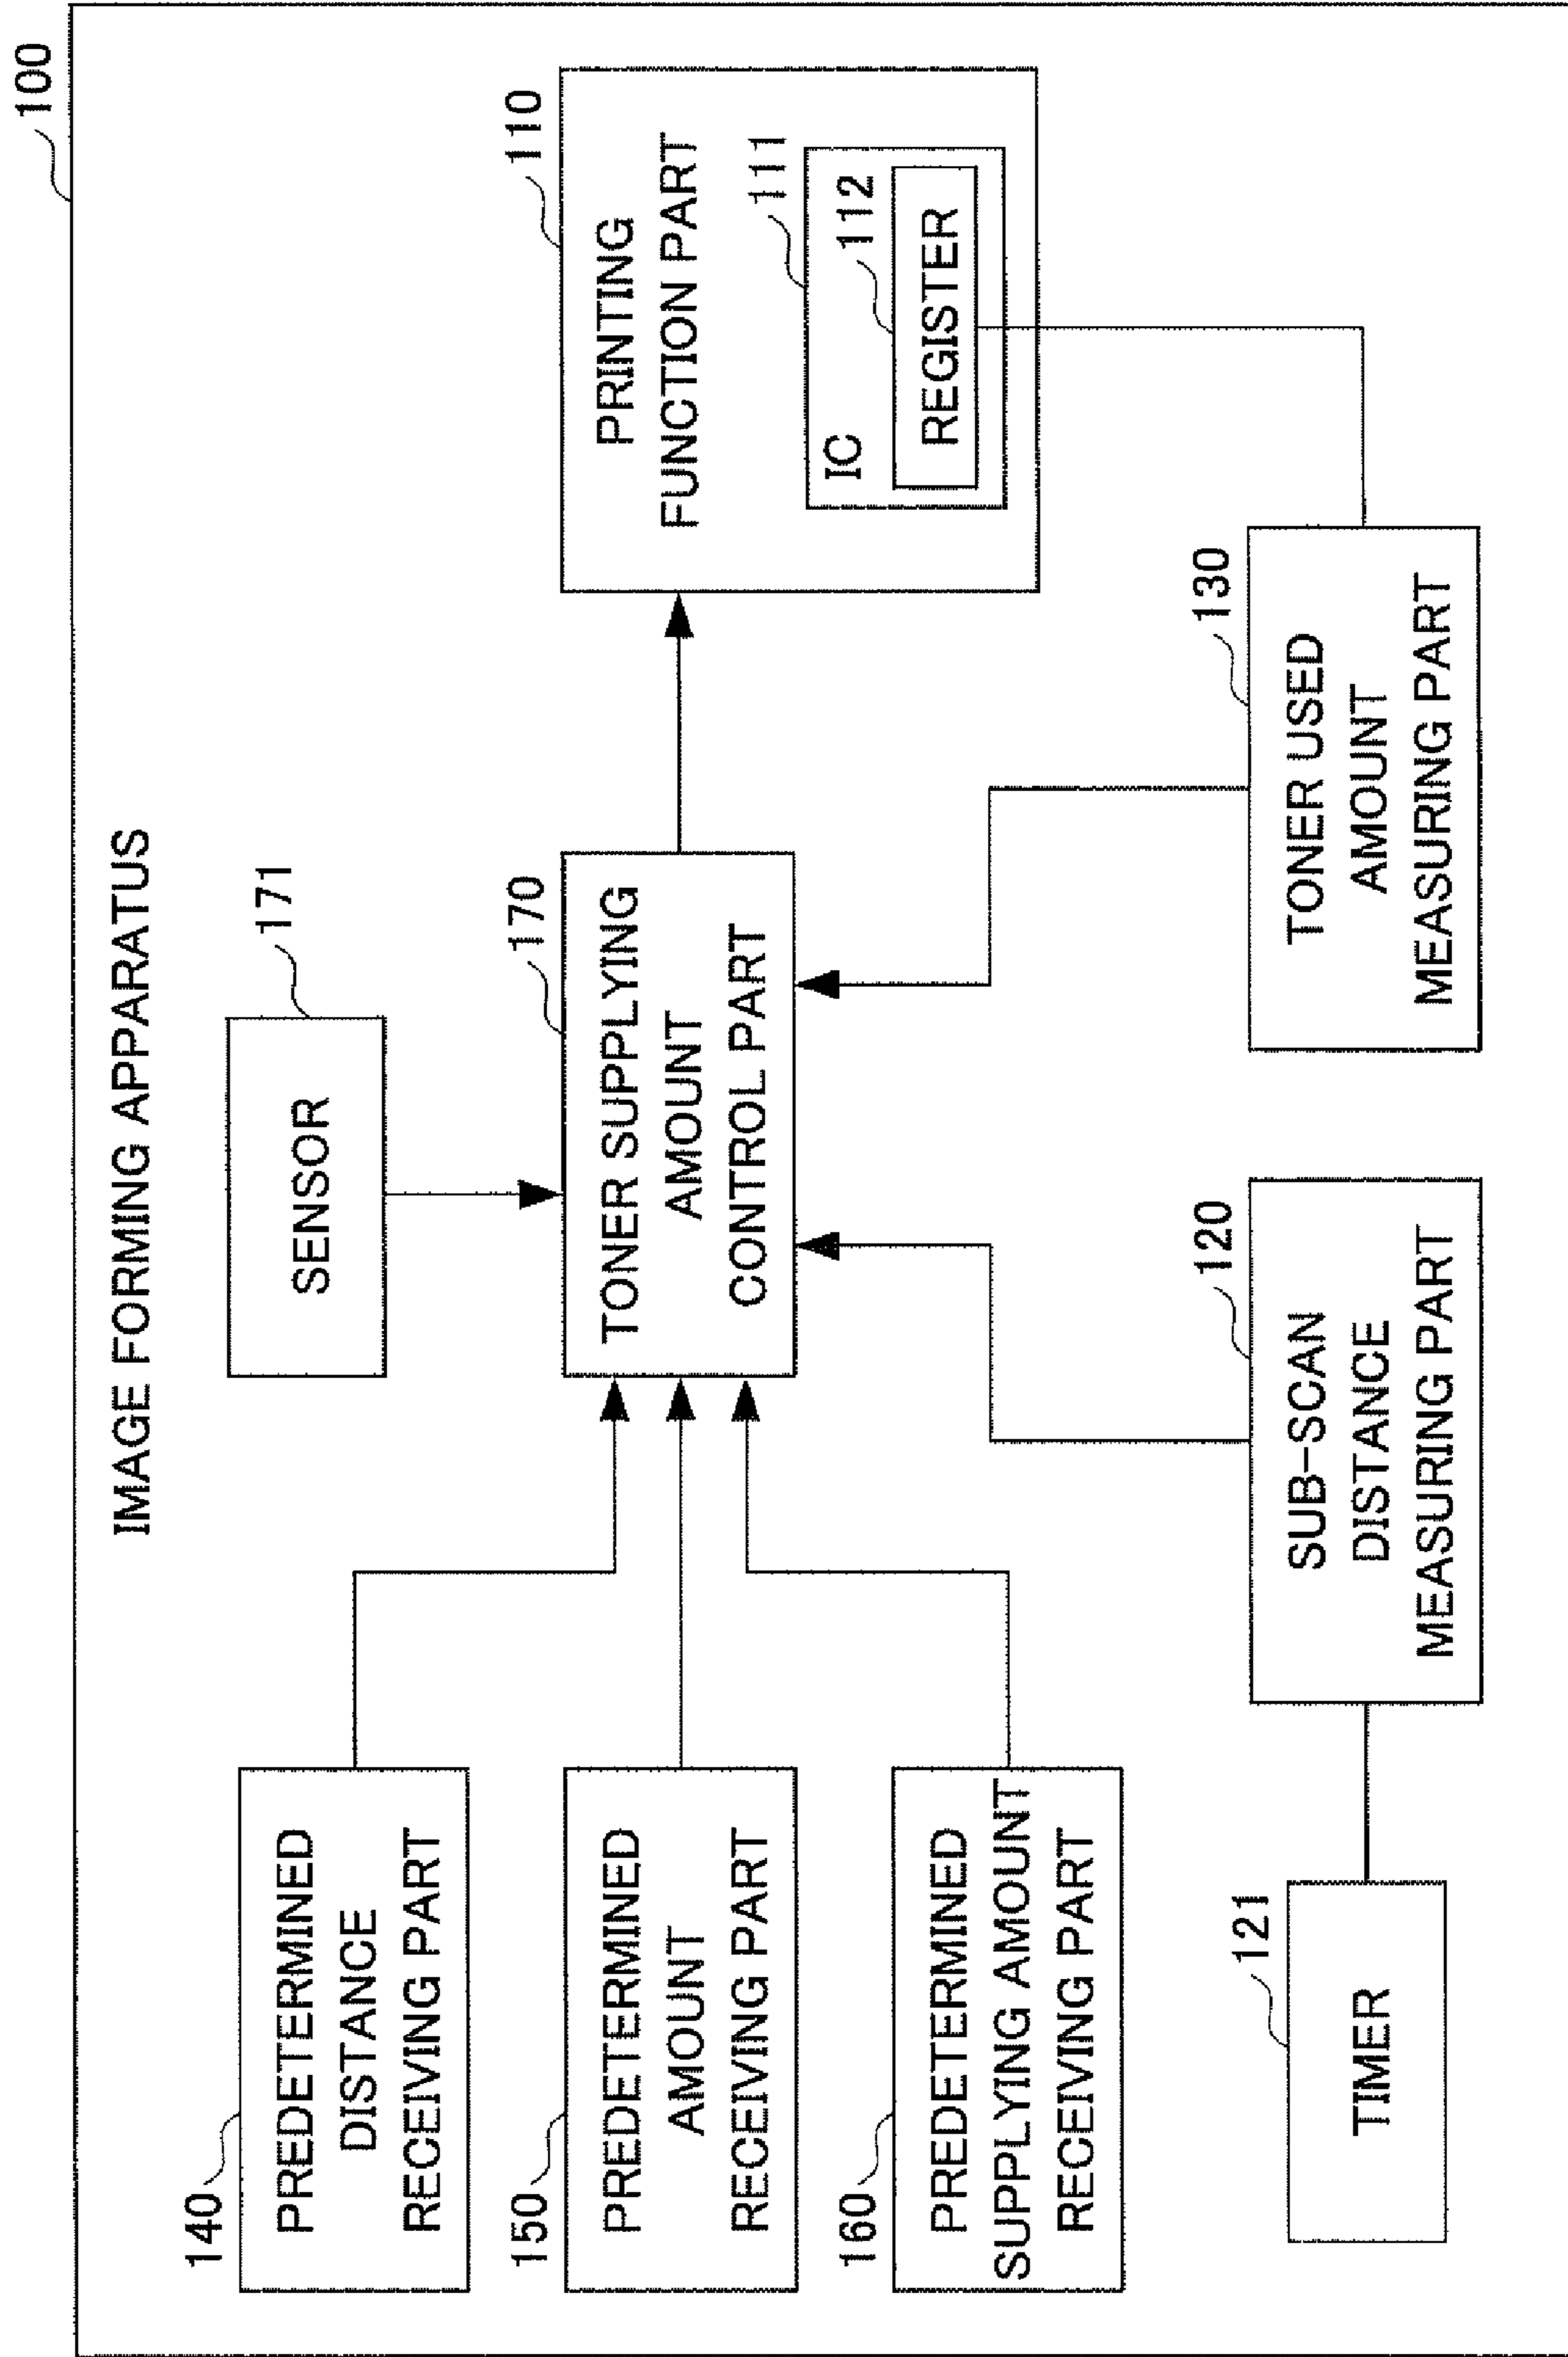 100
IMAGE FORMING APPARATUS
140
PREDETERMINED
DISTANCE
RECEIVING PART
SENSOR
171
150
PREDETERMINED
AMOUNT
RECEIVING PART
170
TONER SUPPLYING
AMOUNT
CONTROL PART
110
PRINTING
FUNCTION PART
111
IC
112
REGISTER
160
PREDETERMINED
SUPPLYING AMOUNT
RECEIVING PART
121
TIMER
120
SUB-SCAN
DISTANCE
MEASURING PART
130
TONER USED
AMOUNT
MEASURING PART